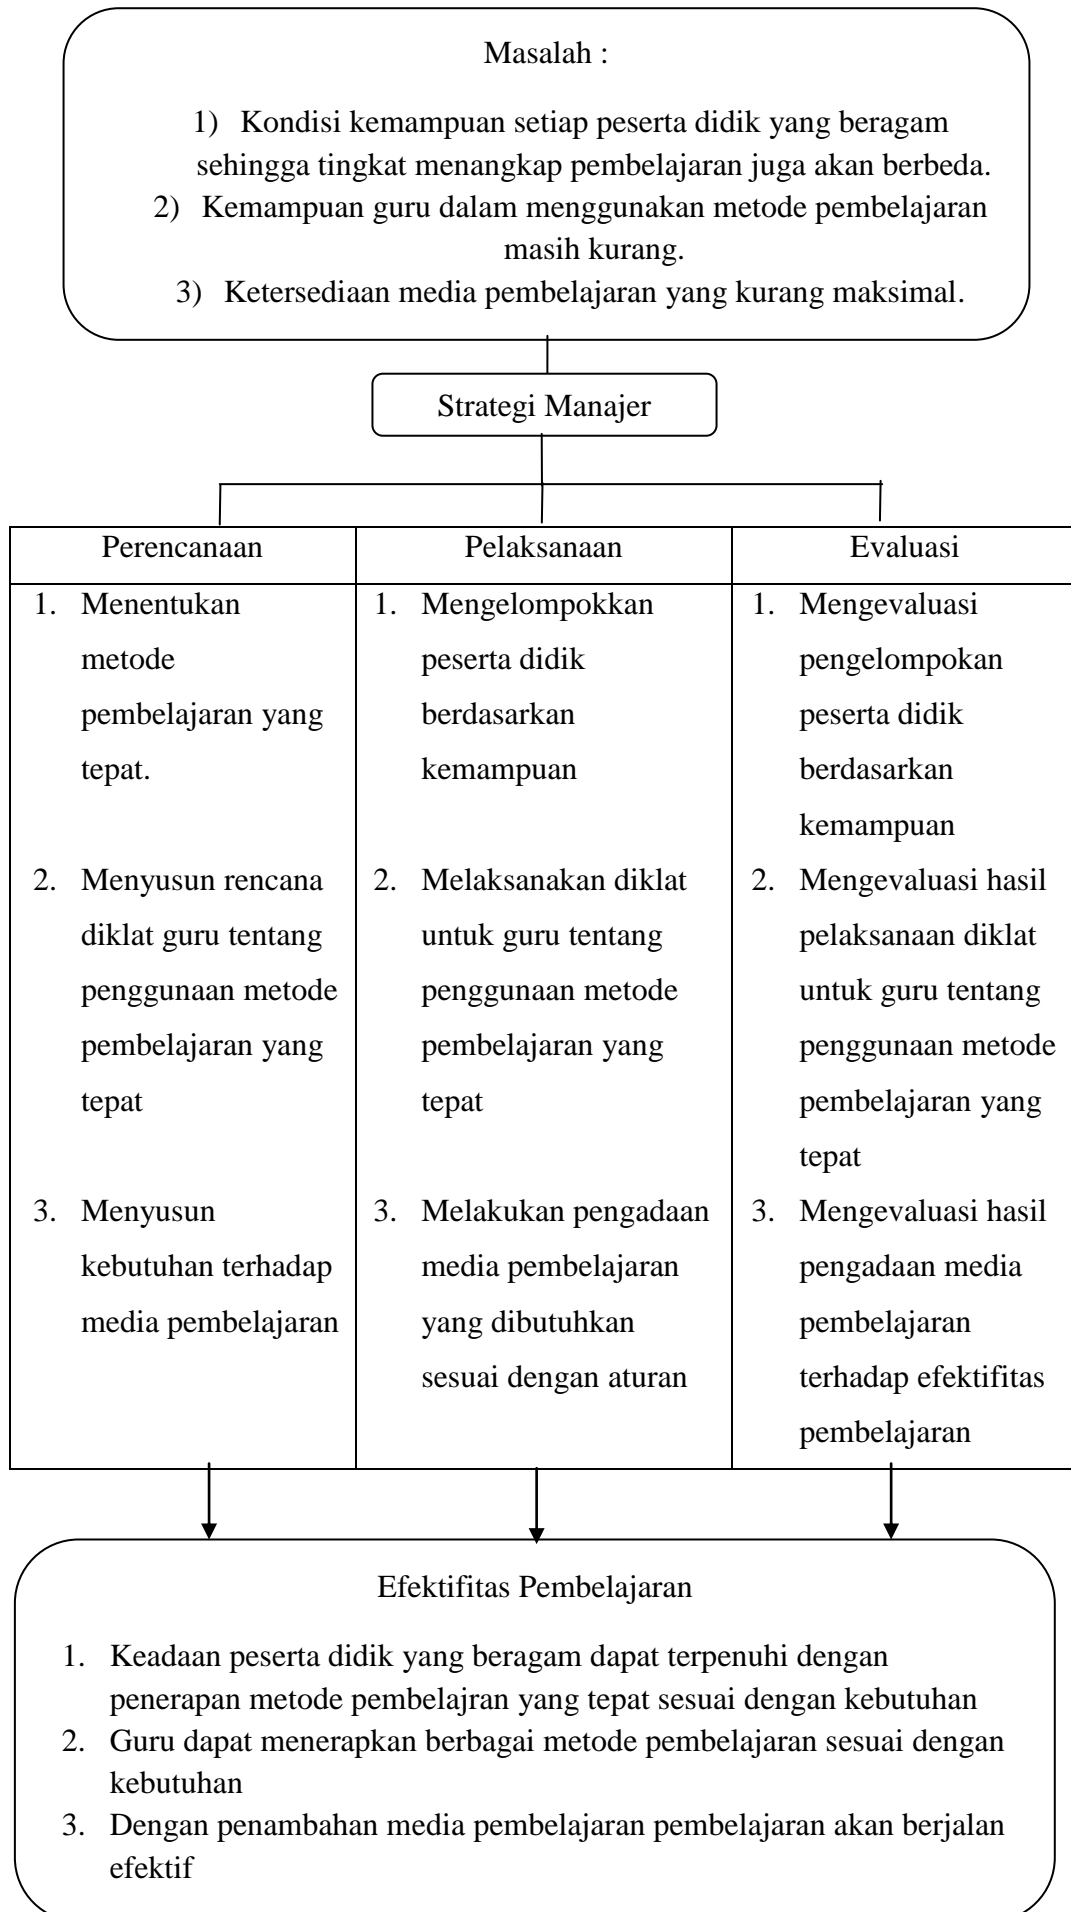 Masalah :
1) Kondisi kemampuan setiap peserta didik yang beragam
sehingga tingkat menangkap pembelajaran juga akan berbeda.
2) Kemampuan guru dalam menggunakan metode pembelajaran
masih kurang.
3) Ketersediaan media pembelajaran yang kurang maksimal.
Strategi Manajer
Perencanaan
1. Menentukan
metode
pembelajaran yang
tepat.
2. Menyusun rencana
diklat guru tentang
penggunaan metode
pembelajaran yang
tepat
3. Menyusun
kebutuhan terhadap
media pembelajaran
Pelaksanaan
1. Mengelompokkan
peserta didik
berdasarkan
kemampuan
2. Melaksanakan diklat
untuk guru tentang
penggunaan metode
pembelajaran yang
tepat
3. Melakukan pengadaan
media pembelajaran
yang dibutuhkan
sesuai dengan aturan
Evaluasi
1. Mengevaluasi
pengelompokan
peserta didik
berdasarkan
kemampuan
2. Mengevaluasi hasil
pelaksanaan diklat
untuk guru tentang
penggunaan metode
pembelajaran yang
tepat
3. Mengevaluasi hasil
pengadaan media
pembelajaran
terhadap efektifitas
pembelajaran
Efektifitas Pembelajaran
1. Keadaan peserta didik yang beragam dapat terpenuhi dengan
penerapan metode pembelajran yang tepat sesuai dengan kebutuhan
2. Guru dapat menerapkan berbagai metode pembelajaran sesuai dengan
kebutuhan
3. Dengan penambahan media pembelajaran pembelajaran akan berjalan
efektif